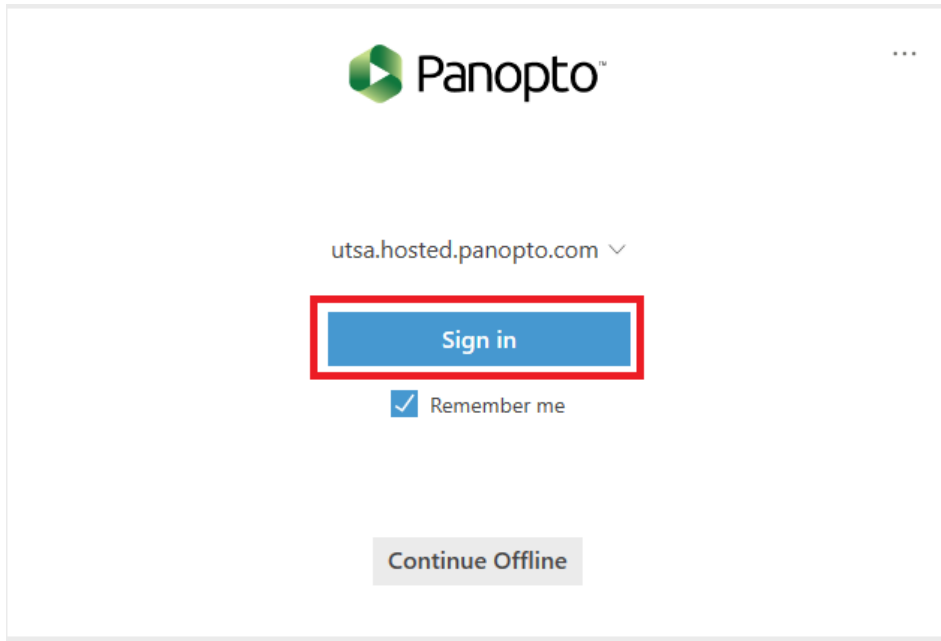 Panopto™
...
utsa.hosted.panopto.com
Sign in
Remember me
Continue Offline